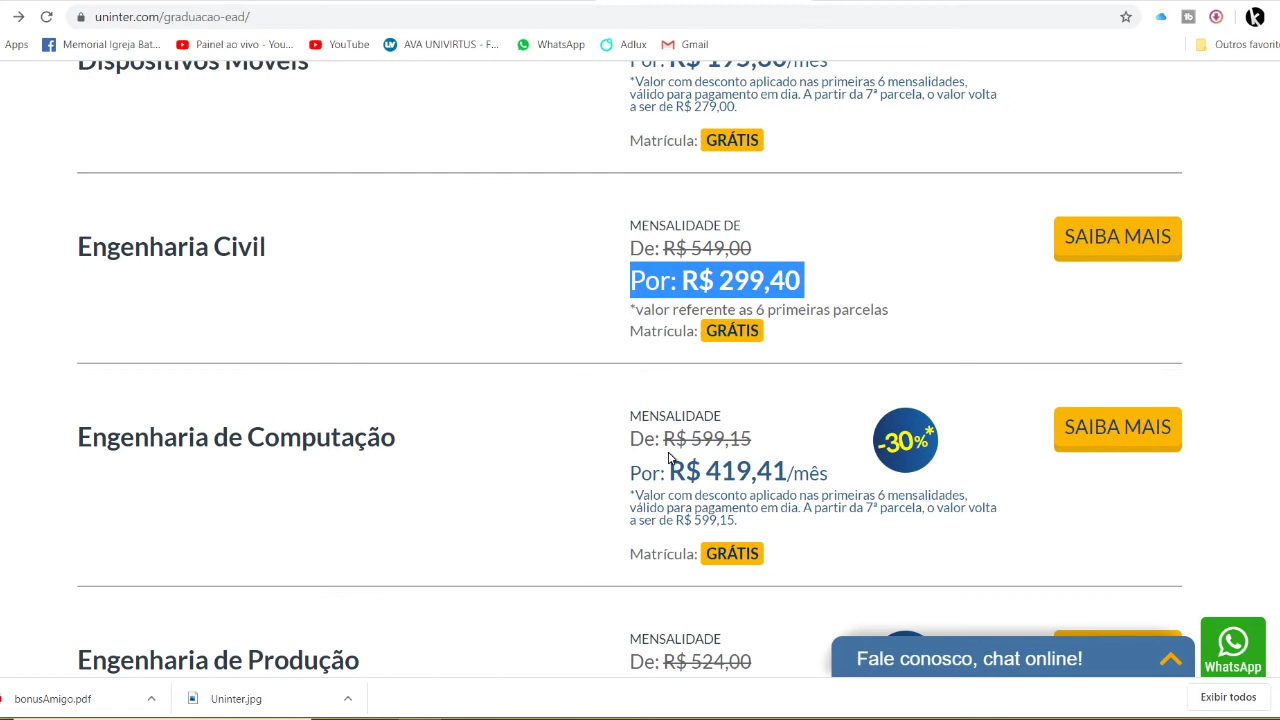 uninter.com/graduacao-ead/
Apps
Memorial Igreja Bat...
Painel ao vivo - You...
YouTube
AVA UNIVIRTUS - F...
WhatsApp
Adlux
Gmail
Outros favorit
Dispositivos Móveis
Por: R$ 195,30/mês
*Valor com desconto aplicado nas primeiras 6 mensalidades,
válido para pagamento em dia. A partir da 7ª parcela, o valor volta
a ser de R$ 279,00.
Matrícula: GRÁTIS
Engenharia Civil
MENSALIDADE DE
De: R$ 549,00
Por: R$ 299,40
*valor referente as 6 primeiras parcelas
Matrícula: GRÁTIS
SAIBA MAIS
Engenharia de Computação
MENSALIDADE
De: R$ 599,15
Por: R$ 419,41/mês
*Valor com desconto aplicado nas primeiras 6 mensalidades,
válido para pagamento em dia. A partir da 7ª parcela, o valor volta
a ser de R$ 599,15.
Matrícula: GRÁTIS
-30%*
SAIBA MAIS
Engenharia de Produção
MENSALIDADE
De: R$ 524,00
Fale conosco, chat online!
WhatsApp
bonusAmigo.pdf
Uninter.jpg
Exibir todos